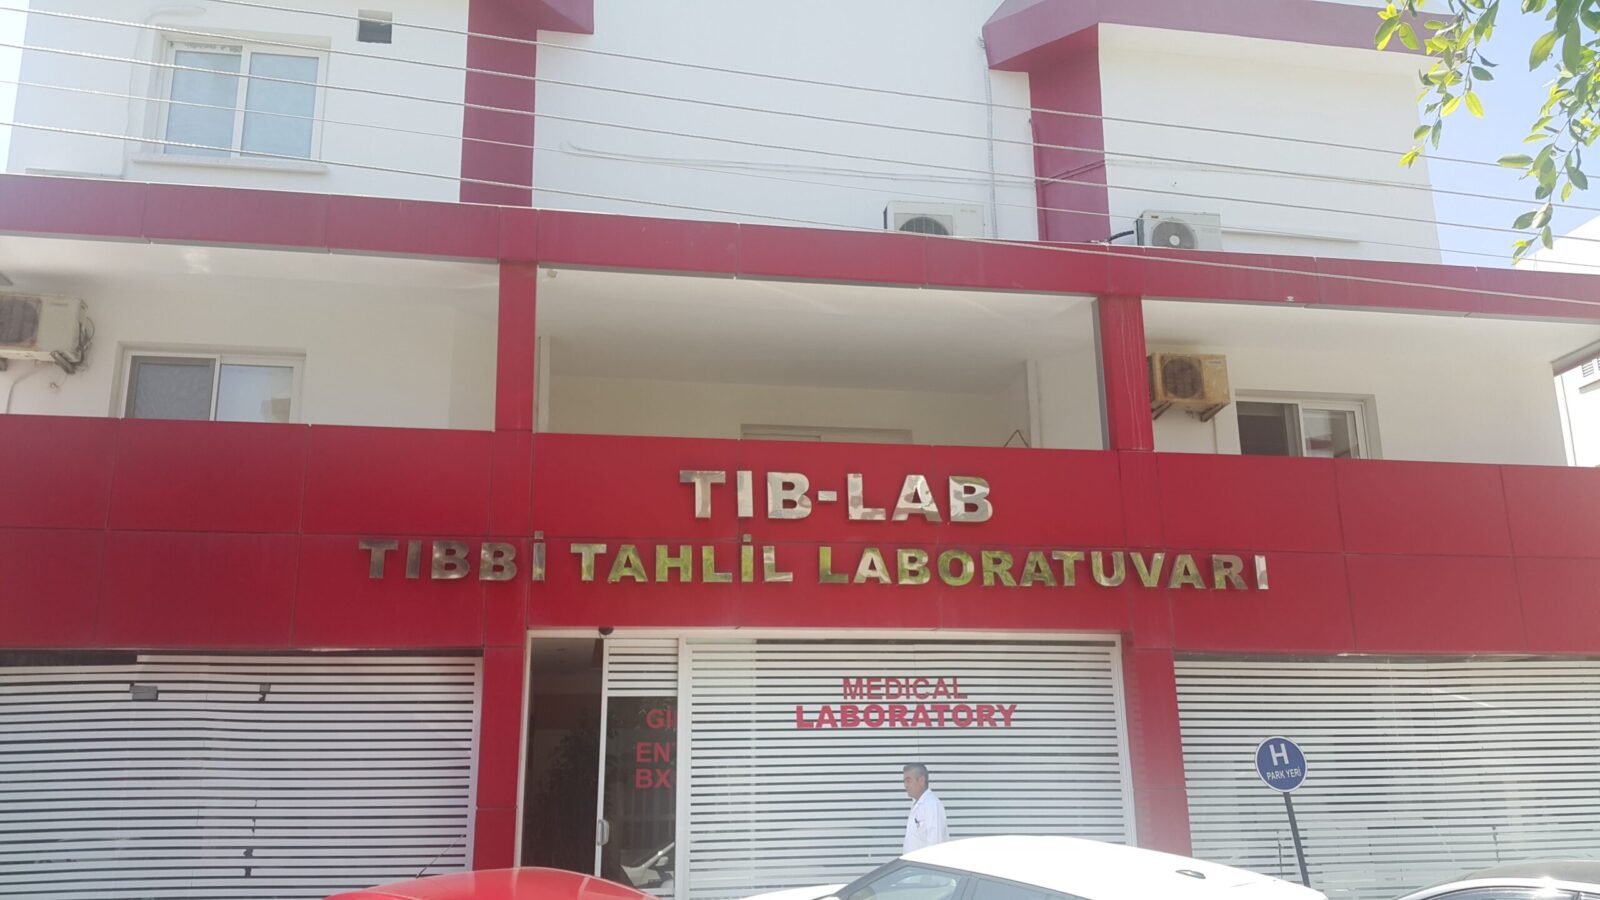 TIB-LAB
TIBBİ TAHLİL LABORATUVARI
MEDICAL
LABORATORY
H
PARK YERİ